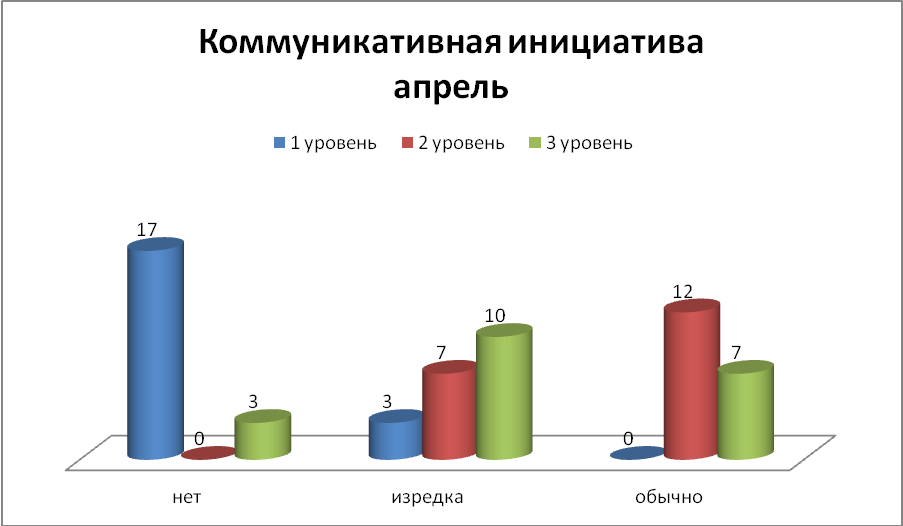 Коммуникативная инициатива
апрель
1 уровень 2 уровень 3 уровень
17
0
3
3
7
10
0
12
7
нет изредка обычно